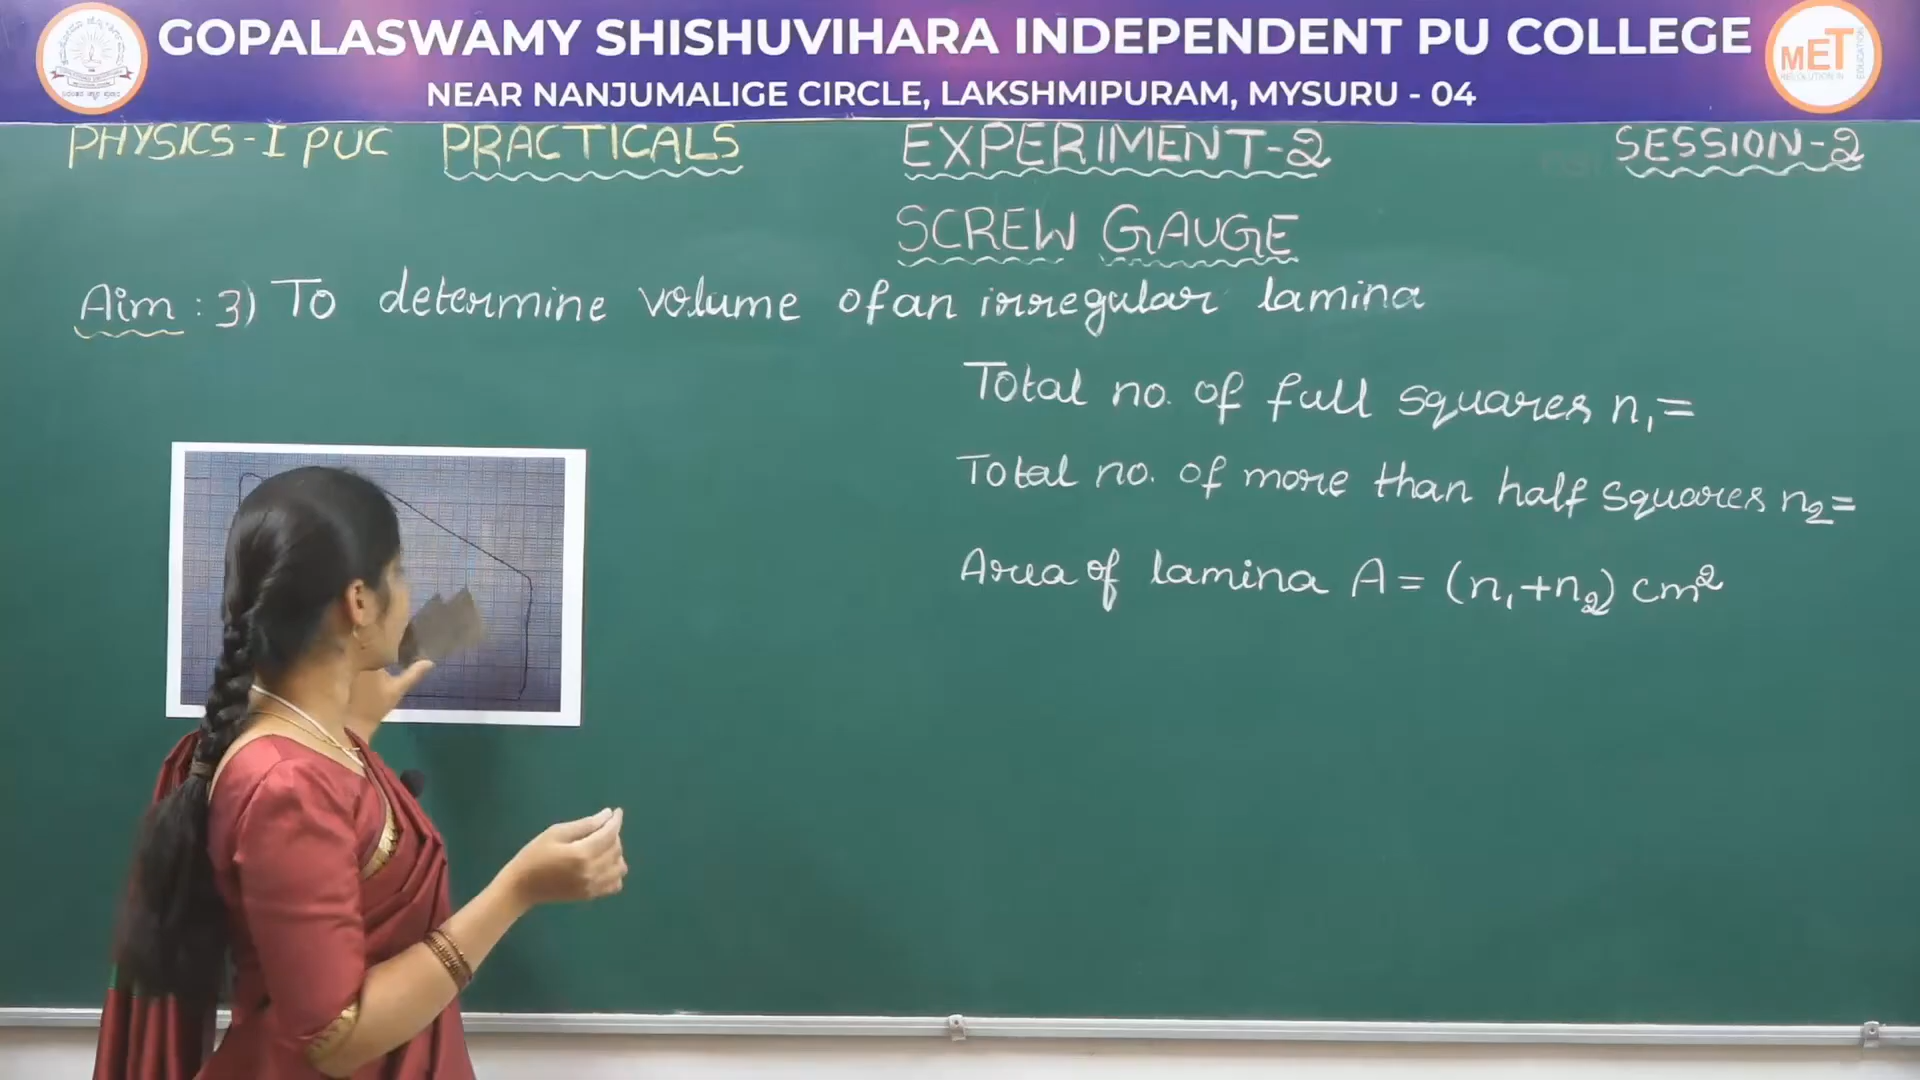 GOPALASWAMY SHISHUVIHARA INDEPENDENT PU COLLEGE
NEAR NANJUMALIGE CIRCLE, LAKSHMIPURAM, MYSURU - 04
MET
EDUCATION
PHYSICS-I PUC PRACTICALS EXPERIMENT-2 SESSION-2
SCREW GAUGE
Aim : 3) To determine volume of an irregular lamina
Total no. of full squares n₁=
Total no. of more than half squares n₂=
Area of lamina A = (n₁+n₂) cm²